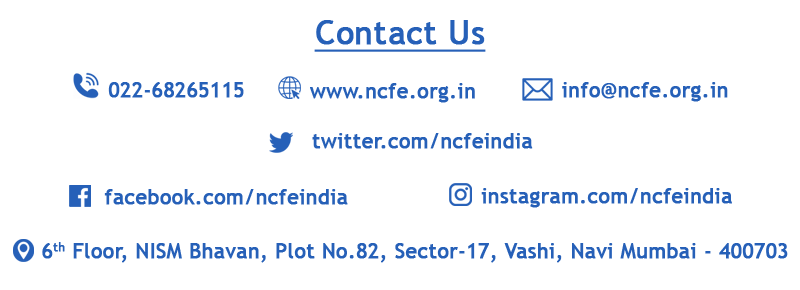 Contact Us
022-68265115 www.ncfe.org.in info@ncfe.org.in
twitter.com/ncfeindia
facebook.com/ncfeindia instagram.com/ncfeindia
6th Floor, NISM Bhavan, Plot No.82, Sector-17, Vashi, Navi Mumbai - 400703